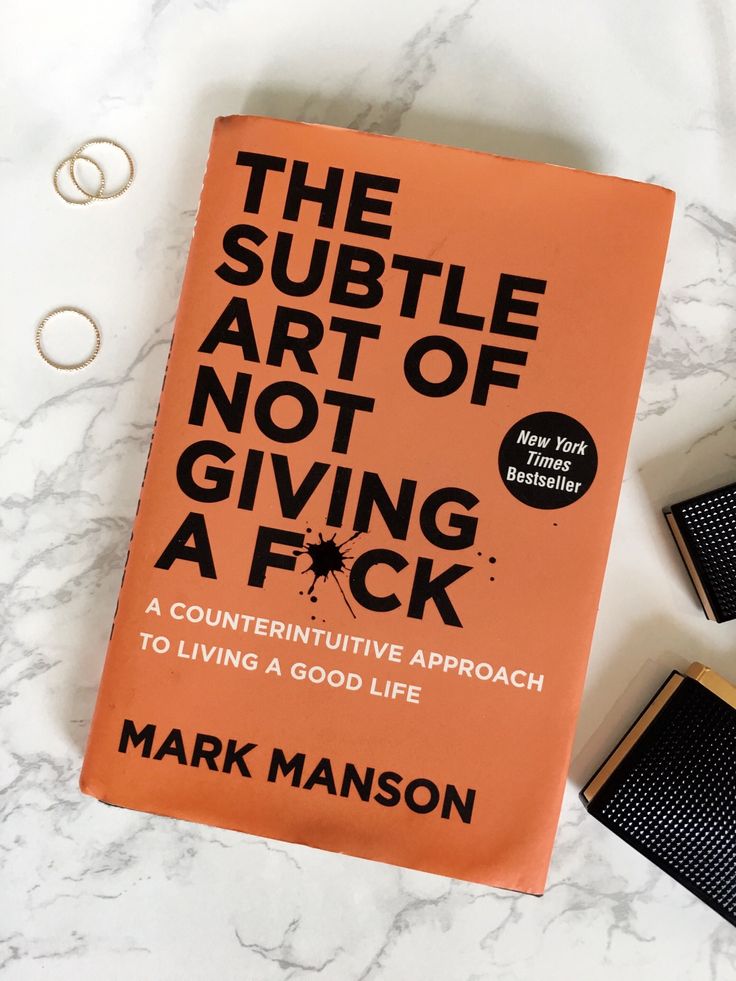 THE
SUBTLE
ART OF
NOT
GIVING
A F*CK
New York
Times
Bestseller
A COUNTERINTUITIVE APPROACH
TO LIVING A GOOD LIFE
MARK MANSON